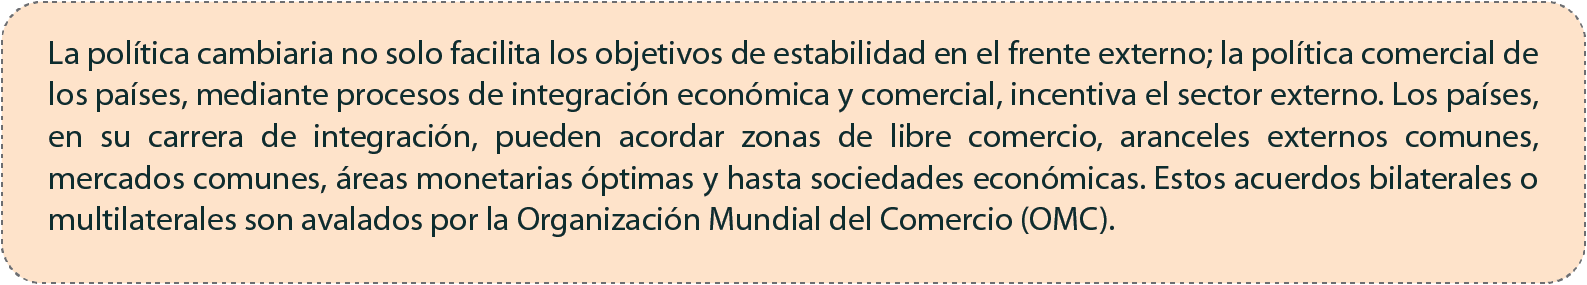 La política cambiaria no solo facilita los objetivos de estabilidad en el frente externo; la política comercial de
los países, mediante procesos de integración económica y comercial, incentiva el sector externo. Los países,
en su carrera de integración, pueden acordar zonas de libre comercio, aranceles externos comunes,
mercados comunes, áreas monetarias óptimas y hasta sociedades económicas. Estos acuerdos bilaterales o
multilaterales son avalados por la Organización Mundial del Comercio (OMC).